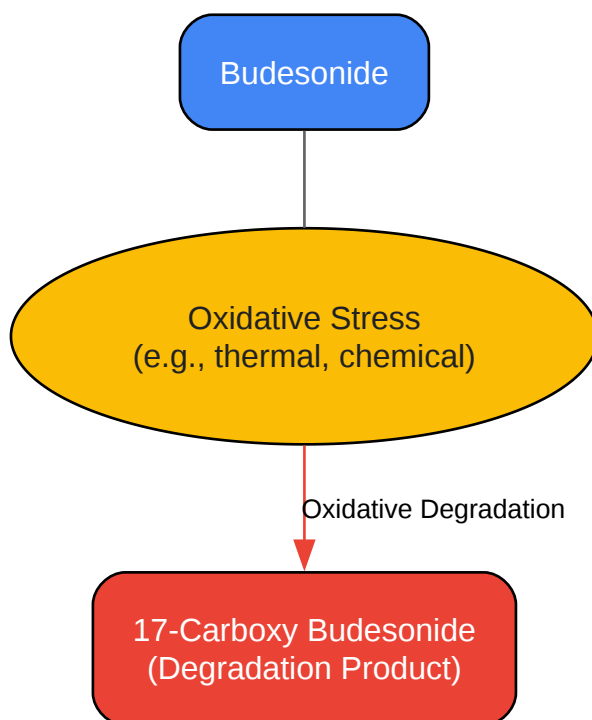 Budesonide
Oxidative Stress
(e.g., thermal, chemical)
Oxidative Degradation
17-Carboxy Budesonide
(Degradation Product)